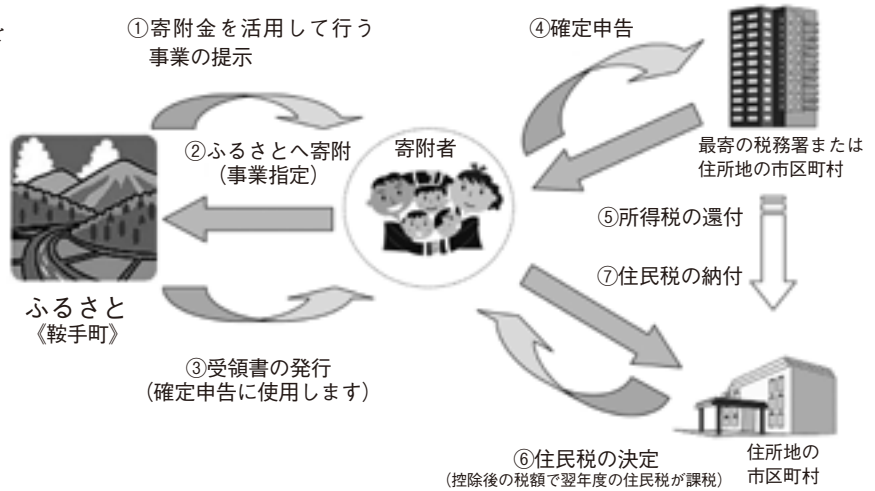 ①寄附金を活用して行う
事業の提示
④確定申告
②ふるさとへ寄附
(事業指定)
寄附者
最寄の税務署または
住所地の市区町村
⑤所得税の還付
⑦住民税の納付
ふるさと
《鞍手町》
③受領書の発行
(確定申告に使用します)
⑥住民税の決定
(控除後の税額で翌年度の住民税が課税)
住所地の
市区町村